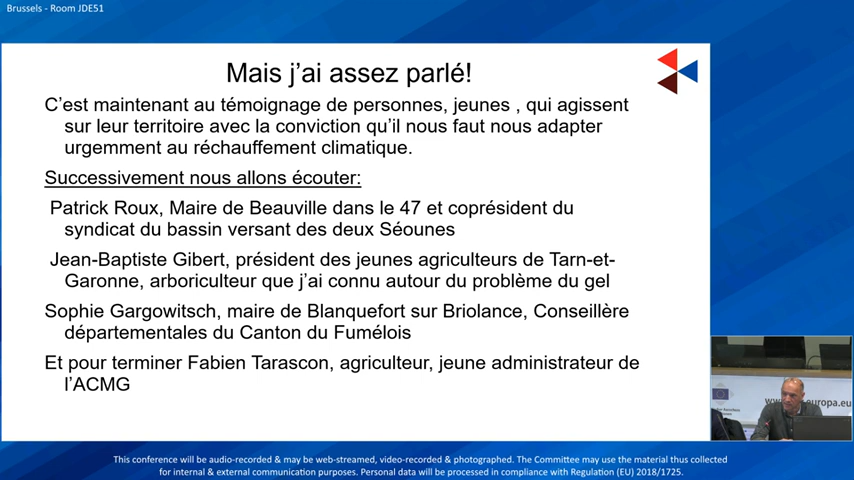 Brussels - Room JDE51
Mais j'ai assez parlé!
C'est maintenant au témoignage de personnes, jeunes , qui agissent
sur leur territoire avec la conviction qu'il nous faut nous adapter
urgemment au réchauffement climatique.
Successivement nous allons écouter:
Patrick Roux, Maire de Beauville dans le 47 et coprésident du
syndicat du bassin versant des deux Séounes
Jean-Baptiste Gibert, président des jeunes agriculteurs de Tarn-et-
Garonne, arboriculteur que j'ai connu autour du problème du gel
Sophie Gargowitsch, maire de Blanquefort sur Briolance, Conseillère
départementales du Canton du Fumélois
Et pour terminer Fabien Tarascon, agriculteur, jeune administrateur de
l'ACMG
This conference will be audio-recorded & may be web-streamed, video-recorded & photographed. The Committee may use the material thus collected
for internal & external communication purposes. Personal data will be processed in compliance with Regulation (EU) 2018/1725.